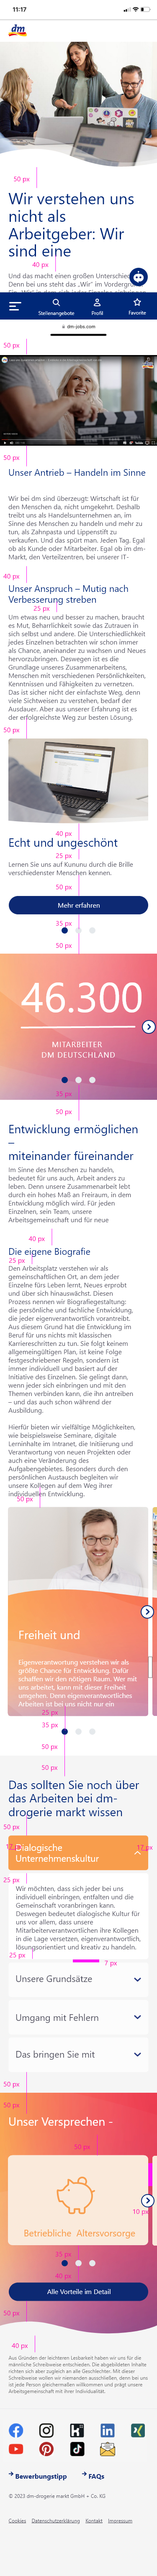 11:17
dm
50 px
Wir verstehen uns
nicht als
Arbeitgeber: Wir
sind eine
40 px
Und das macht einen großen Unterschied
Denn bei uns steht das „Wir“ im Vordergrund
Stellenangebote
Profil
Favorite
dm-jobs.com
50 px
dm
50 px
Unser Antrieb – Handeln im Sinne
Wir bei dm sind überzeugt: Wirtschaft ist für
den Menschen da, nicht umgekehrt. Deshalb
stellt bei uns als Handelsunternehmen, im
Sinne des Menschen zu handeln sind mehr zu
tun, als Zahnpasta und Lippenstift zu
verkaufen. Und das spürt man. Jeden Tag. Egal
ob als Kunde oder Mitarbeiter. Egal ob im
Markt, den Verteilzentren, bei unserer IT-
40 px
Unser Anspruch – Mutig nach
Verbesserung streben
25 px
Um etwas neu und besser zu machen, braucht
es Mut, Beharrlichkeit sowie das Zutrauen in
sich selbst und andere. Die Unterschiedlichkeit
jedes Einzelnen betrachten wir schon immer
als Chance, aneinander zu wachsen und Neues
hervorzubringen. Deswegen ist es die
Grundlage unseres Zusammenarbeitens,
Menschen mit verschiedenen Persönlichkeiten,
Kenntnissen und Fähigkeiten zu vernetzen.
Das ist sicher nicht der einfachste Weg, denn
viele Sichtweisen zu verstehen, bedarf der
Ausdauer. Aber aus unserer Erfahrung ist es
der erfolgreichste Weg zur bestmöglichen
50 px
40 px
Echt und ungeschönt
25 px
Lernen Sie uns auf Kununu durch die Brille
verschiedenster Menschen kennen.
50 px
Mehr erfahren
35 px
50 px
46.300
MITARBEITER
DM DEUTSCHLAND
35 px
50 px
Entwicklung ermöglichen
–
miteinander füreinander
Im Sinne des Menschen zu handeln,
bedeutet für uns auch, Arbeit anders zu
leben. Denn unsere Zusammenarbeit lebt
durch ein hohes Maß an Freiraum, in dem
Entwicklung möglich wird. Für jeden
Einzelnen, sein Team, unsere
Arbeitsgemeinschaft und für neue
40 px
Die eigene Biografie
25 px
Den Arbeitsplatz verstehen wir als
gemeinschaftlichen Ort, an dem jeder
Einzelne fürs Leben lernt, Neues erprobt
und über sich hinauswächst. Diesen
Prozess nennen wir Biografiegestaltung:
die persönliche und fachliche Entwicklung,
die jeder eigenverantwortlich vorantreibt.
Aus diesem Grund hat die Entwicklung im
Beruf für uns nichts mit klassischen
Karriereschritten zu tun. Sie folgt keinem
allgemeingültigen Plan, ist keine Folge
festgeschriebener Regeln, sondern ist
immer individuell und basiert auf der
Initiative des Einzelnen. Sie gelingt dann,
wenn jeder sich einbringt und mit den
Themen verbinden kann, die ihn antreiben
– und das auch schon während der
Ausbildung.
Hierfür bieten wir vielfältige Möglichkeiten,
wie beispielsweise Seminare, digitale
Lerninhalte im Intranet, die Initiierung und
Verantwortung von neuen Projekten oder
auch eine Veränderung des
Aufgabengebietes. Besonders durch den
persönlichen Austausch begleiten wir
unsere Kollegen auf dem Weg ihrer
individuellen Entwicklung.
50 px
Freiheit und
Eigenverantwortung verstehen wir als
größte Chance für Entwicklung. Dafür
schaffen wir den nötigen Raum. Wer mit
uns arbeitet, kann mit dieser Freiheit
umgehen. Denn eigenverantwortliches
Arbeiten ist bei uns nicht nur ein
25 px
35 px
50 px
50 px
Das sollten Sie noch über
das Arbeiten bei dm-
drogerie markt wissen
50 px
17 px
Dialogische
Unternehmenskultur
17 px
25 px
Wir möchten, dass sich jeder bei uns
individuell einbringen, entfalten und die
Gemeinschaft voranbringen kann.
Deswegen bedeutet dialogische Kultur für
uns vor allem, dass unsere
Mitarbeiterverantwortlichen ihre Kollegen
in die Lage versetzen, eigenverantwortlich,
lösungsorientiert und sozial zu handeln.
25 px
7 px
Unsere Grundsätze
Umgang mit Fehlern
Das bringen Sie mit
50 px
50 px
Unser Versprechen -
50 px
10 px
Betriebliche Altersvorsorge
35 px
40 px
Alle Vorteile im Detail
50 px
40 px
Aus Gründen der leichteren Lesbarkeit haben wir uns für die
männliche Schreibweise entschieden. Die abgebildeten Inhalte
richten sich aber zugleich an alle Geschlechter. Mit dieser
Schreibweise wollen wir niemanden ausschließen, denn bei uns
ist jede Person einzigartig willkommen und prägt unsere
Arbeitsgemeinschaft mit ihrer Individualität.
Bewerbungstipp
FAQs
© 2023 dm-drogerie markt GmbH + Co. KG
Cookies
Datenschutzerklärung
Kontakt
Impressum